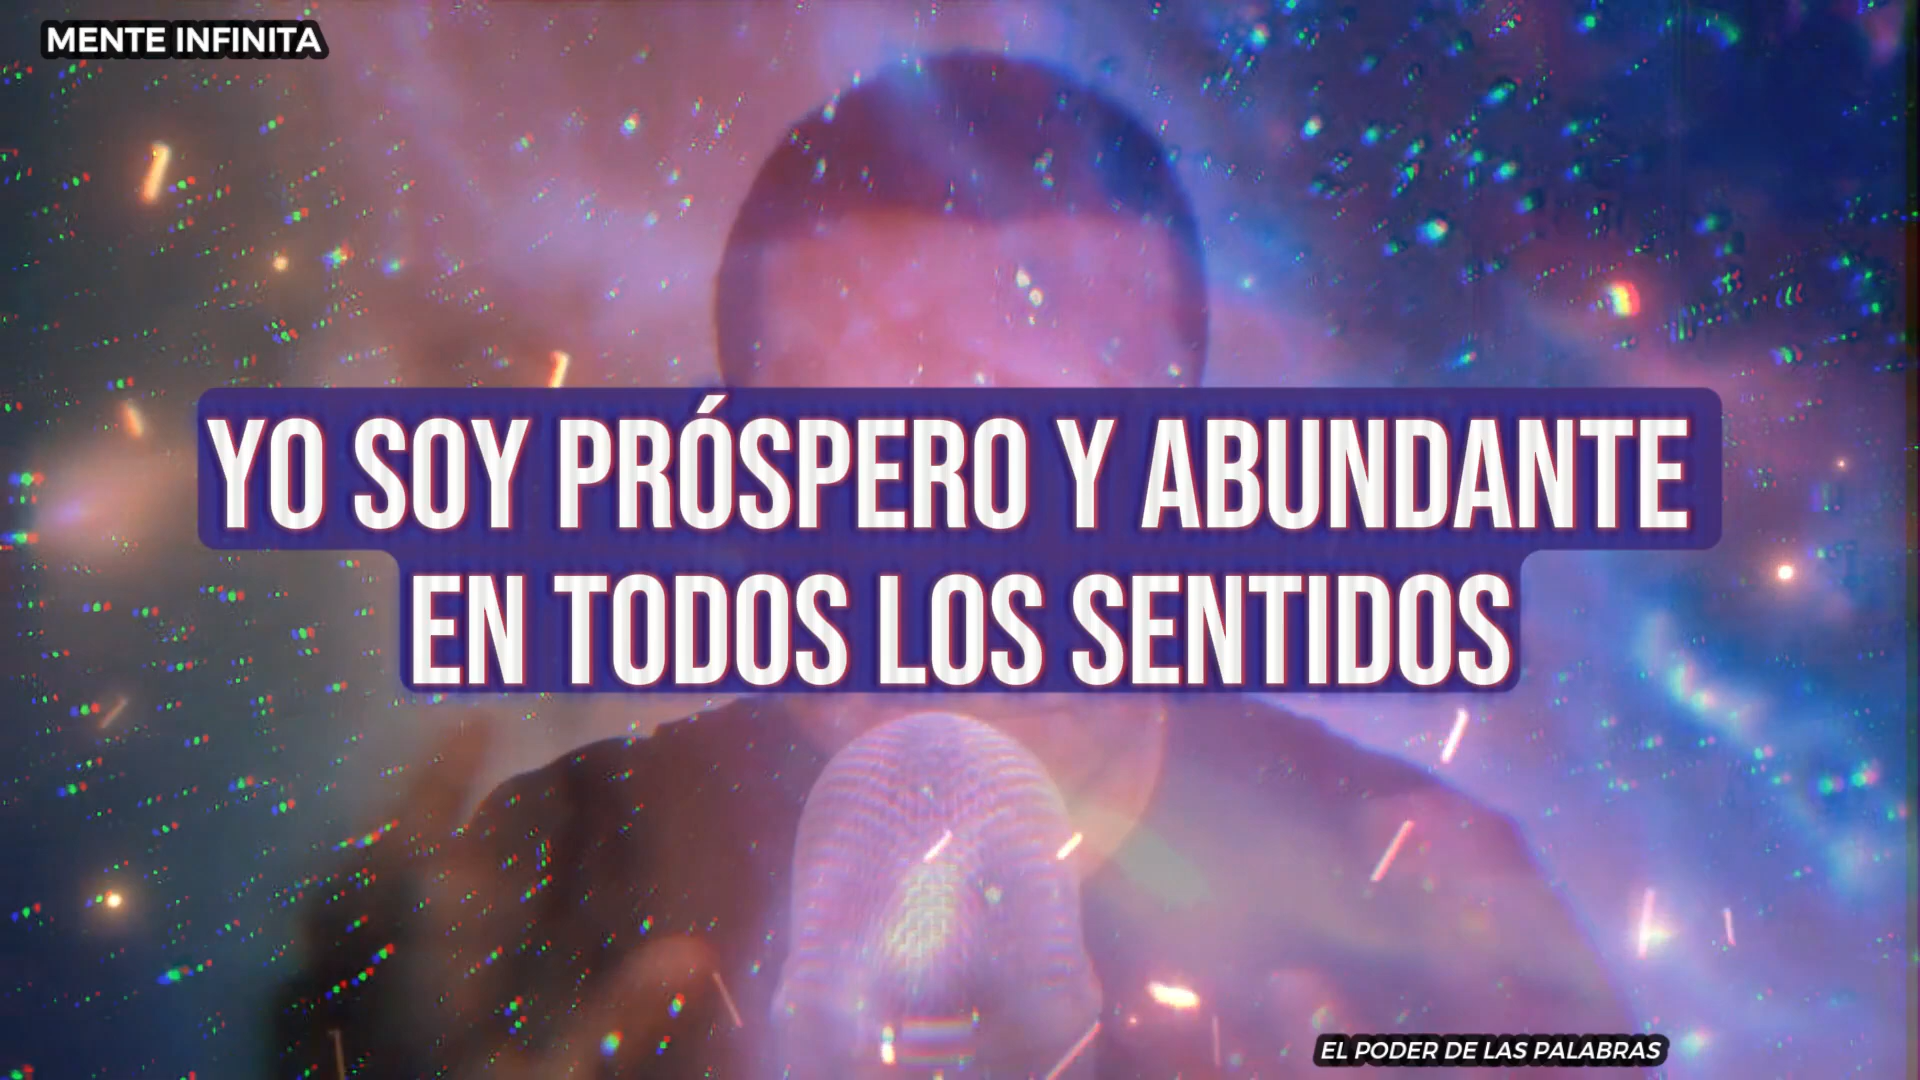 MENTE INFINITA
YO SOY PRÓSPERO Y ABUNDANTE
EN TODOS LOS SENTIDOS
EL PODER DE LAS PALABRAS